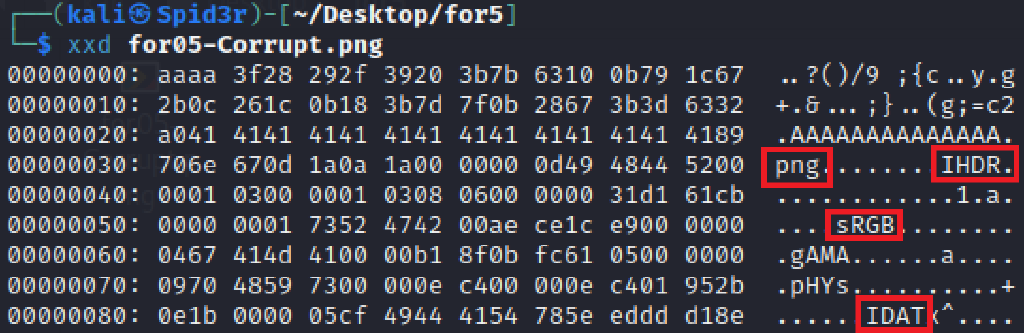 (kali㉿Spid3r)-[~/Desktop/for5]
$ xxd for05-Corrupt.png
00000000: aaaa 3f28 292f 3920 3b7b 6310 0b79 1c67  ..?()/9 ;{c..y.g
00000010: 2b0c 261c 0b18 3b7d 7f0b 2867 3b3d 6332  +.&...;}..(g;=c2
00000020: a041 4141 4141 4141 4141 4141 4141 4189  .AAAAAAAAAAAAAA.
00000030: 706e 670d 1a0a 1a00 0000 0d49 4844 5200  png........IHDR.
00000040: 0001 0300 0001 0308 0600 0000 31d1 61cb  ............1.a.
00000050: 0000 0001 7352 4742 00ae ce1c e900 0000  ....sRGB........
00000060: 0467 414d 4100 00b1 8f0b fc61 0500 0000  .gAMA......a....
00000070: 0970 4859 7300 000e c400 000e c401 952b  .pHYs..........+
00000080: 0e1b 0000 05cf 4944 4154 785e eddd d18e  ......IDATx^....